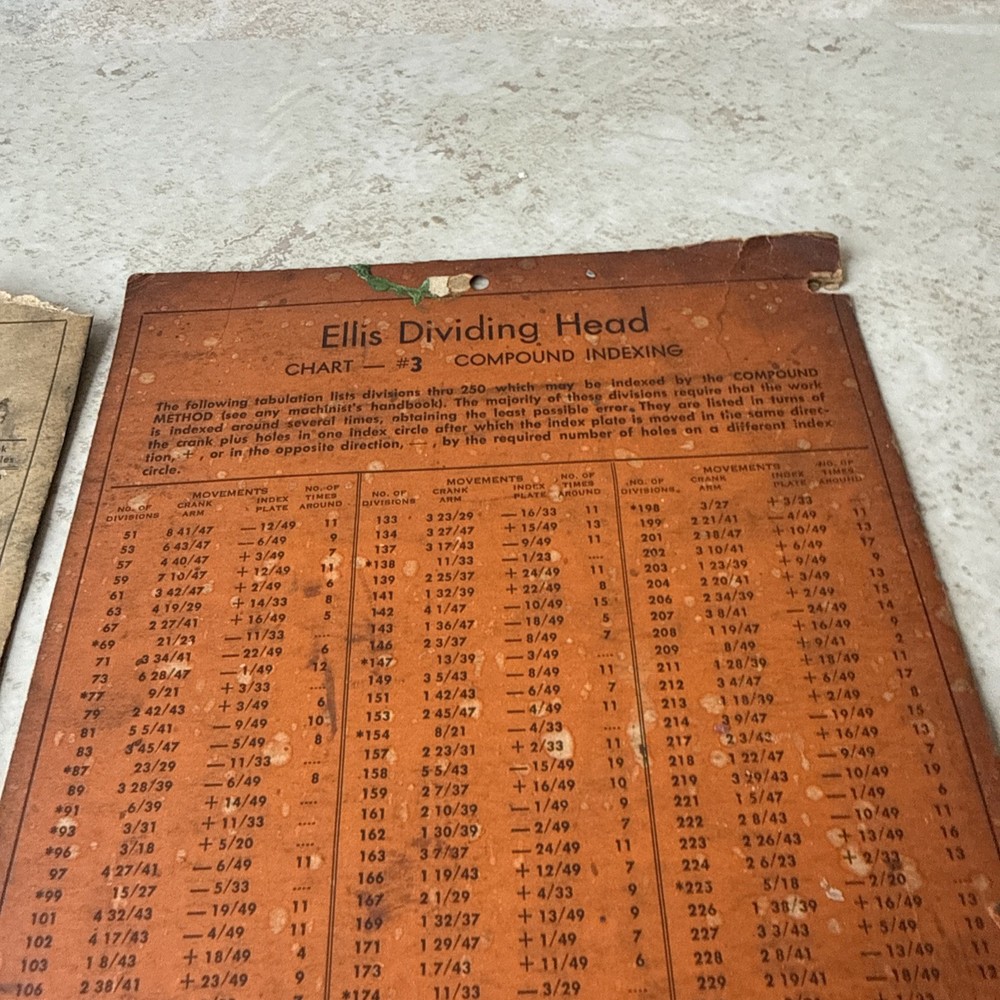 Ellis Dividing Head
CHART — #3 COMPOUND INDEXING
The following tabulation lists divisions thru 250 which may be indexed by the COMPOUND
METHOD (see any machinist's handbook). The majority of these divisions require that the work
is indexed around several times, obtaining the least possible error. They are listed in turns of
the crank plus holes in one index circle after which the index plate is moved in the same direc-
tion, +, or in the opposite direction, —, by the required number of holes on a different index
circle.
MOVEMENTS
NO. OF DIVISIONS CRANK ARM INDEX PLATE NO. OF TIMES AROUND
51 8 41/47 — 12/49 11
53 6 43/47 — 6/49 9
57 4 40/47 + 3/49 7
59 7 10/47 + 12/49 11
61 3 42/47 + 2/49 6
63 4 19/29 + 14/33 8
67 2 27/41 + 16/49 5
*69 21/23 — 11/33 ....
71 3 34/41 — 22/49 6
73 6 28/47 — 1/49 12
*77 9/21 + 3/33 ....
79 2 42/43 + 3/49 6
81 5 5/41 — 9/49 10
83 3 45/47 — 5/49 8
*87 23/29 — 11/33 ....
89 3 28/39 — 6/49 8
*91 6/39 + 14/49 ....
*93 3/31 + 11/33 ....
*96 3/18 + 5/20 ....
97 4 27/41 — 6/49 11
*99 15/27 — 5/33 ....
101 4 32/43 — 19/49 11
102 4 17/43 — 4/49 11
103 1 8/43 + 18/49 4
106 2 38/41 + 23/49 9
MOVEMENTS
NO. OF DIVISIONS CRANK ARM INDEX PLATE NO. OF TIMES AROUND
133 3 23/29 — 16/33 11
134 3 27/47 + 15/49 13
137 3 17/43 — 9/49 11
*138 11/33 — 1/23 ....
139 2 25/37 + 24/49 11
141 1 32/39 + 22/49 8
142 4 1/47 — 10/49 15
143 1 36/47 — 18/49 5
146 2 3/37 — 8/49 7
*147 13/39 — 3/49 ....
149 3 5/43 — 8/49 11
151 1 42/43 — 6/49 7
153 2 45/47 — 4/49 11
*154 8/21 — 4/33 ....
157 2 23/31 + 2/33 11
158 5 5/43 — 15/49 19
159 2 7/37 + 16/49 10
161 2 10/39 — 1/49 9
162 1 30/39 — 2/49 7
163 3 7/37 — 24/49 11
166 1 19/43 + 12/49 7
167 2 1/29 + 4/33 9
169 1 32/37 + 13/49 9
171 1 29/47 + 1/49 7
173 1 7/43 + 11/49 6
*174 11/33 — 3/29 ....
MOVEMENTS
NO. OF DIVISIONS CRANK ARM INDEX PLATE NO. OF TIMES AROUND
*198 3/27 + 3/33
199 2 21/41 — 4/49 11
201 2 18/47 + 10/49 13
202 3 10/41 + 6/49 17
203 1 23/39 + 9/49 9
204 2 20/41 + 3/49 13
206 2 34/39 + 2/49 15
207 3 8/41 — 24/49 14
208 1 19/47 + 16/49 9
209 8/49 + 9/41 2
211 1 28/39 + 18/49 11
212 3 4/47 + 6/49 17
213 1 18/39 + 2/49 8
214 3 9/47 — 19/49 15
217 2 3/43 + 16/49 13
218 1 22/47 — 9/49 7
219 3 29/43 — 10/49 19
221 1 5/47 — 1/49 6
222 2 8/43 — 10/49 11
223 2 26/43 + 13/49 16
224 2 6/23 + 2/33 13
*223 5/18 — 2/20 ....
226 1 38/39 + 16/49 13
227 3 3/43 + 5/49 18
228 2 8/41 — 13/49 11
229 2 19/41 — 18/49 13